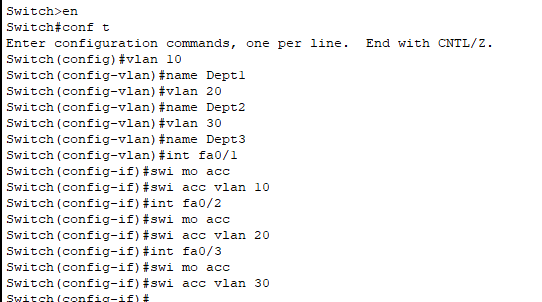 Switch>en
Switch#conf t
Enter configuration commands, one per line.  End with CNTL/Z.
Switch(config)#vlan 10
Switch(config-vlan)#name Dept1
Switch(config-vlan)#vlan 20
Switch(config-vlan)#name Dept2
Switch(config-vlan)#vlan 30
Switch(config-vlan)#name Dept3
Switch(config-vlan)#int fa0/1
Switch(config-if)#swi mo acc
Switch(config-if)#swi acc vlan 10
Switch(config-if)#int fa0/2
Switch(config-if)#swi mo acc
Switch(config-if)#swi acc vlan 20
Switch(config-if)#int fa0/3
Switch(config-if)#swi mo acc
Switch(config-if)#swi acc vlan 30
Switch(config-if)#